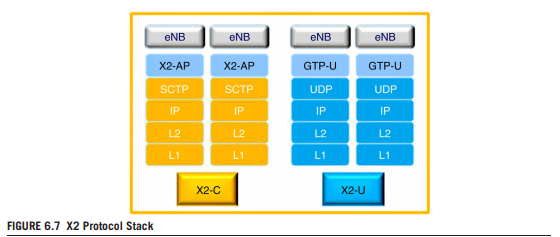 eNB eNB eNB eNB
X2-AP X2-AP GTP-U GTP-U
SCTP SCTP UDP UDP
IP IP IP IP
L2 L2 L2 L2
L1 L1 L1 L1
X2-C X2-U
FIGURE 6.7 X2 Protocol Stack